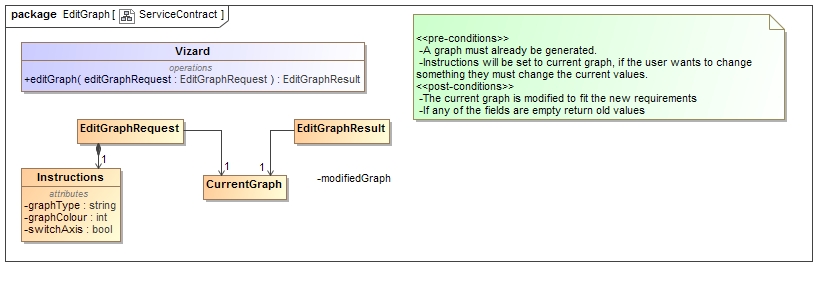 package EditGraph [ ServiceContract ]
Vizard
operations
+editGraph( editGraphRequest : EditGraphRequest ) : EditGraphResult
<<pre-conditions>>
-A graph must already be generated.
-Instructions will be set to current graph, if the user wants to change
something they must change the current values.
<<post-conditions>>
-The current graph is modified to fit the new requirements
-If any of the fields are empty return old values
EditGraphRequest
EditGraphResult
1
1
1
Instructions
attributes
-graphType : string
-graphColour : int
-switchAxis : bool
CurrentGraph
-modifiedGraph